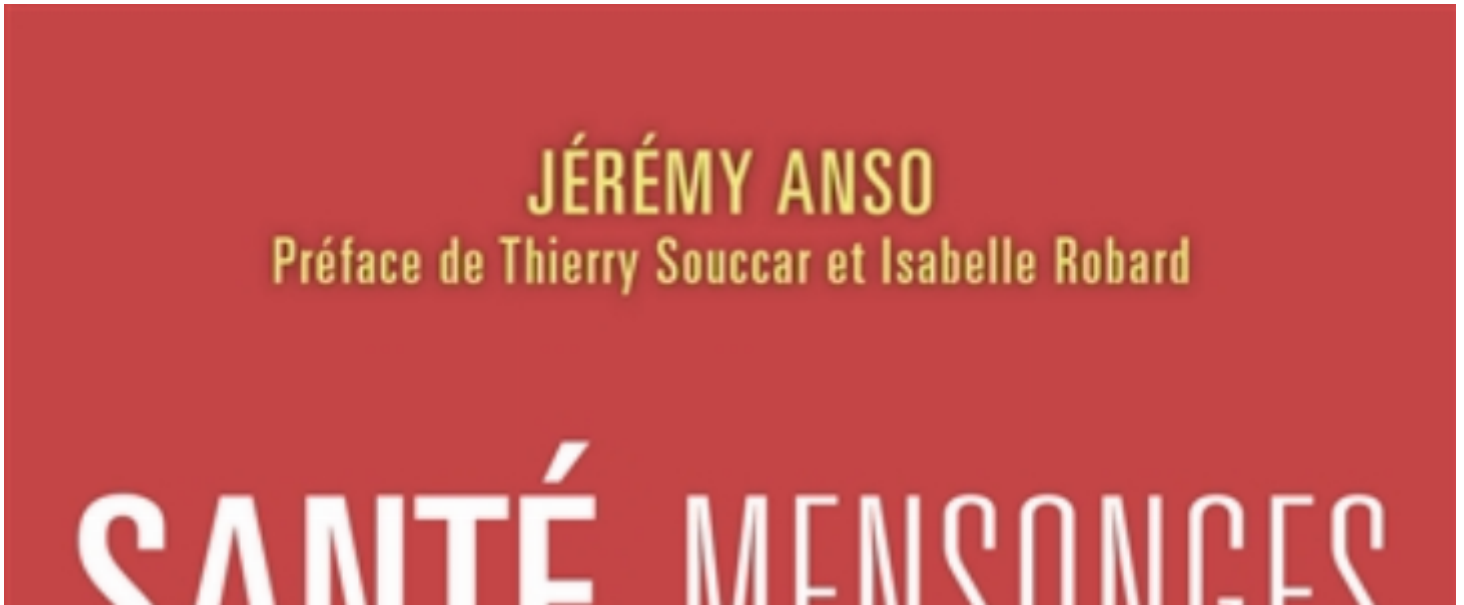 JÉRÉMY ANSO
Préface de Thierry Souccar et Isabelle Robard
SANTÉ MENSONGES